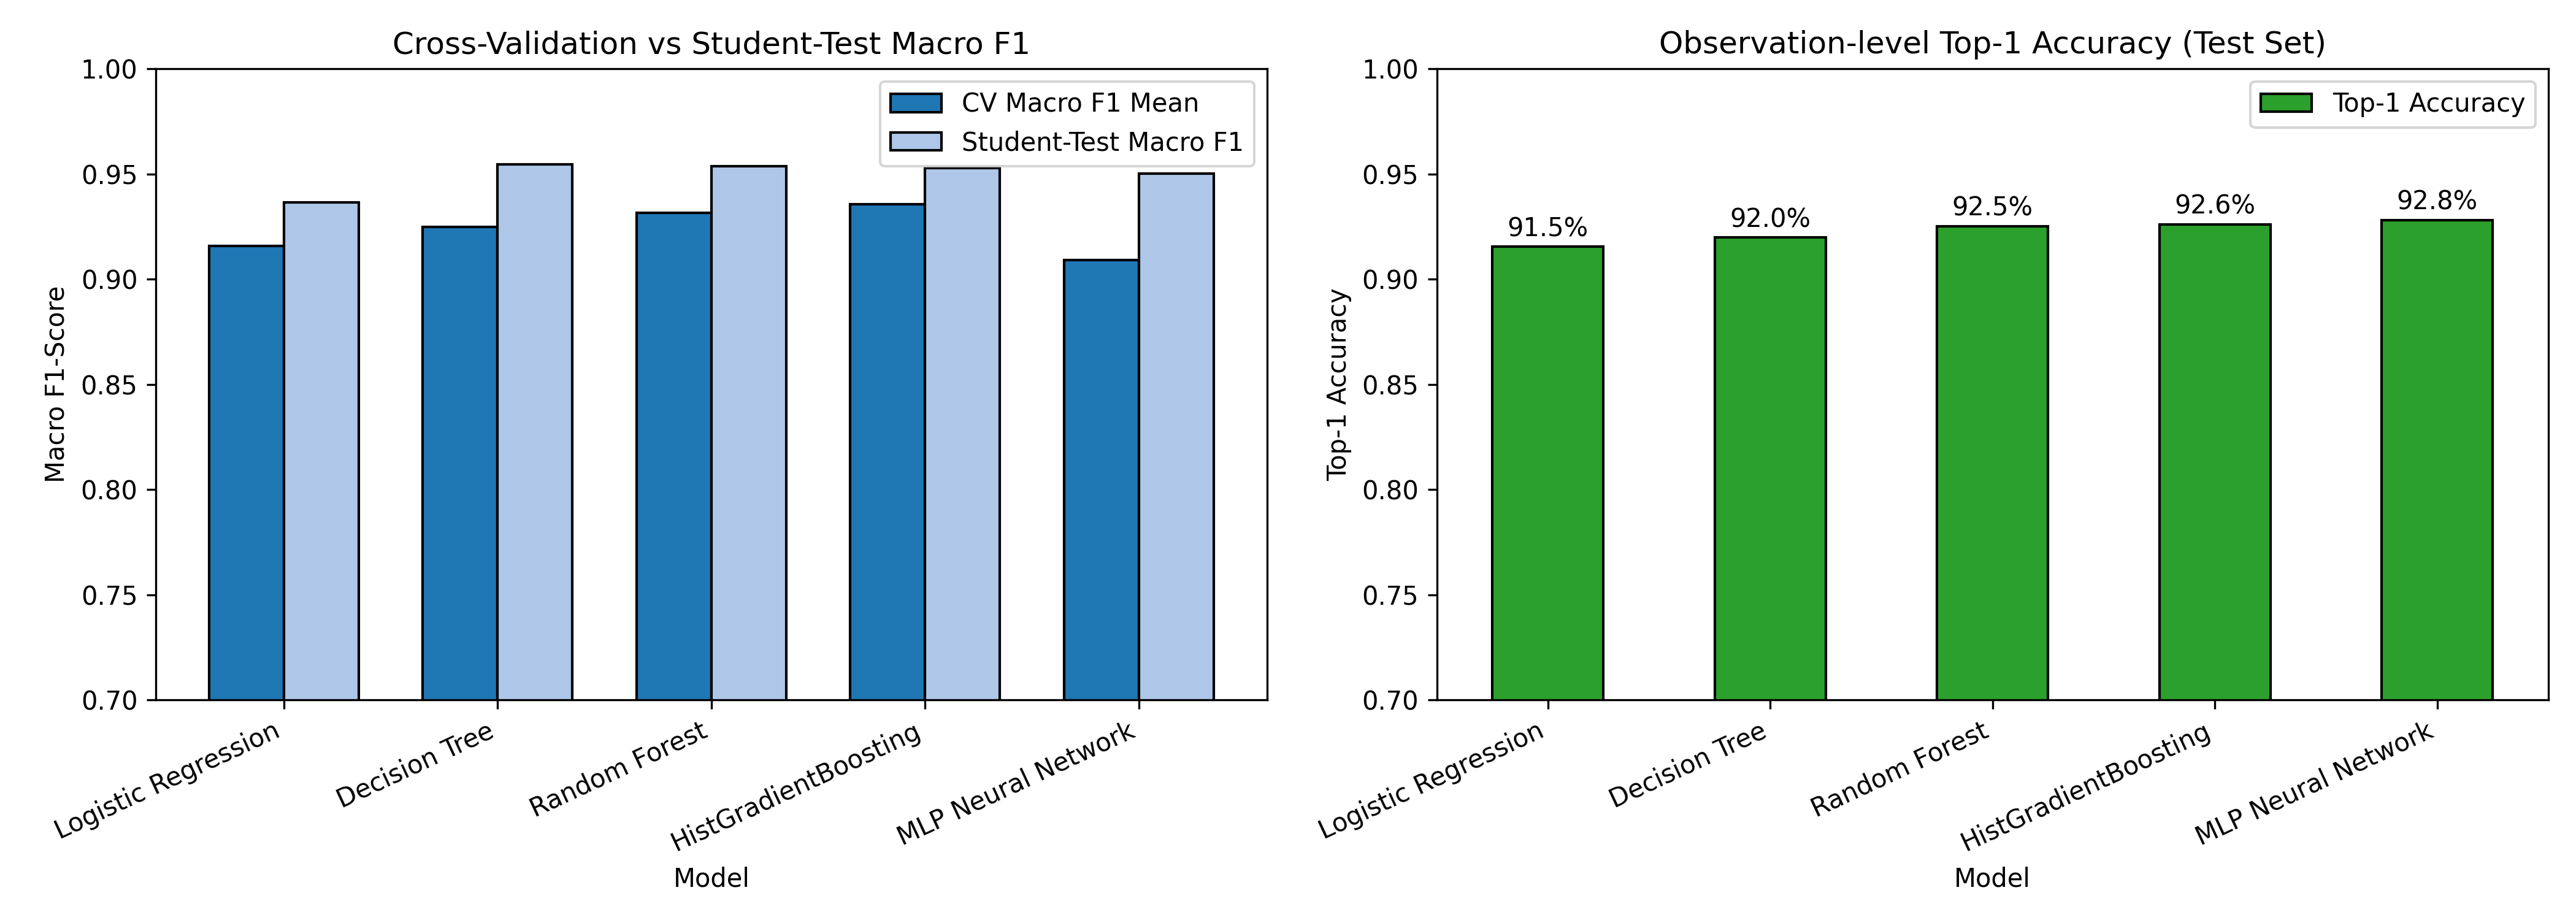 Cross-Validation vs Student-Test Macro F1
1.00
0.95
0.90
0.85
0.80
0.75
0.70
Macro F1-Score
CV Macro F1 Mean
Student-Test Macro F1
Logistic Regression
Decision Tree
Random Forest
HistGradientBoosting
MLP Neural Network
Model
Observation-level Top-1 Accuracy (Test Set)
1.00
0.95
0.90
0.85
0.80
0.75
0.70
Top-1 Accuracy
Top-1 Accuracy
91.5%
92.0%
92.5%
92.6%
92.8%
Logistic Regression
Decision Tree
Random Forest
HistGradientBoosting
MLP Neural Network
Model